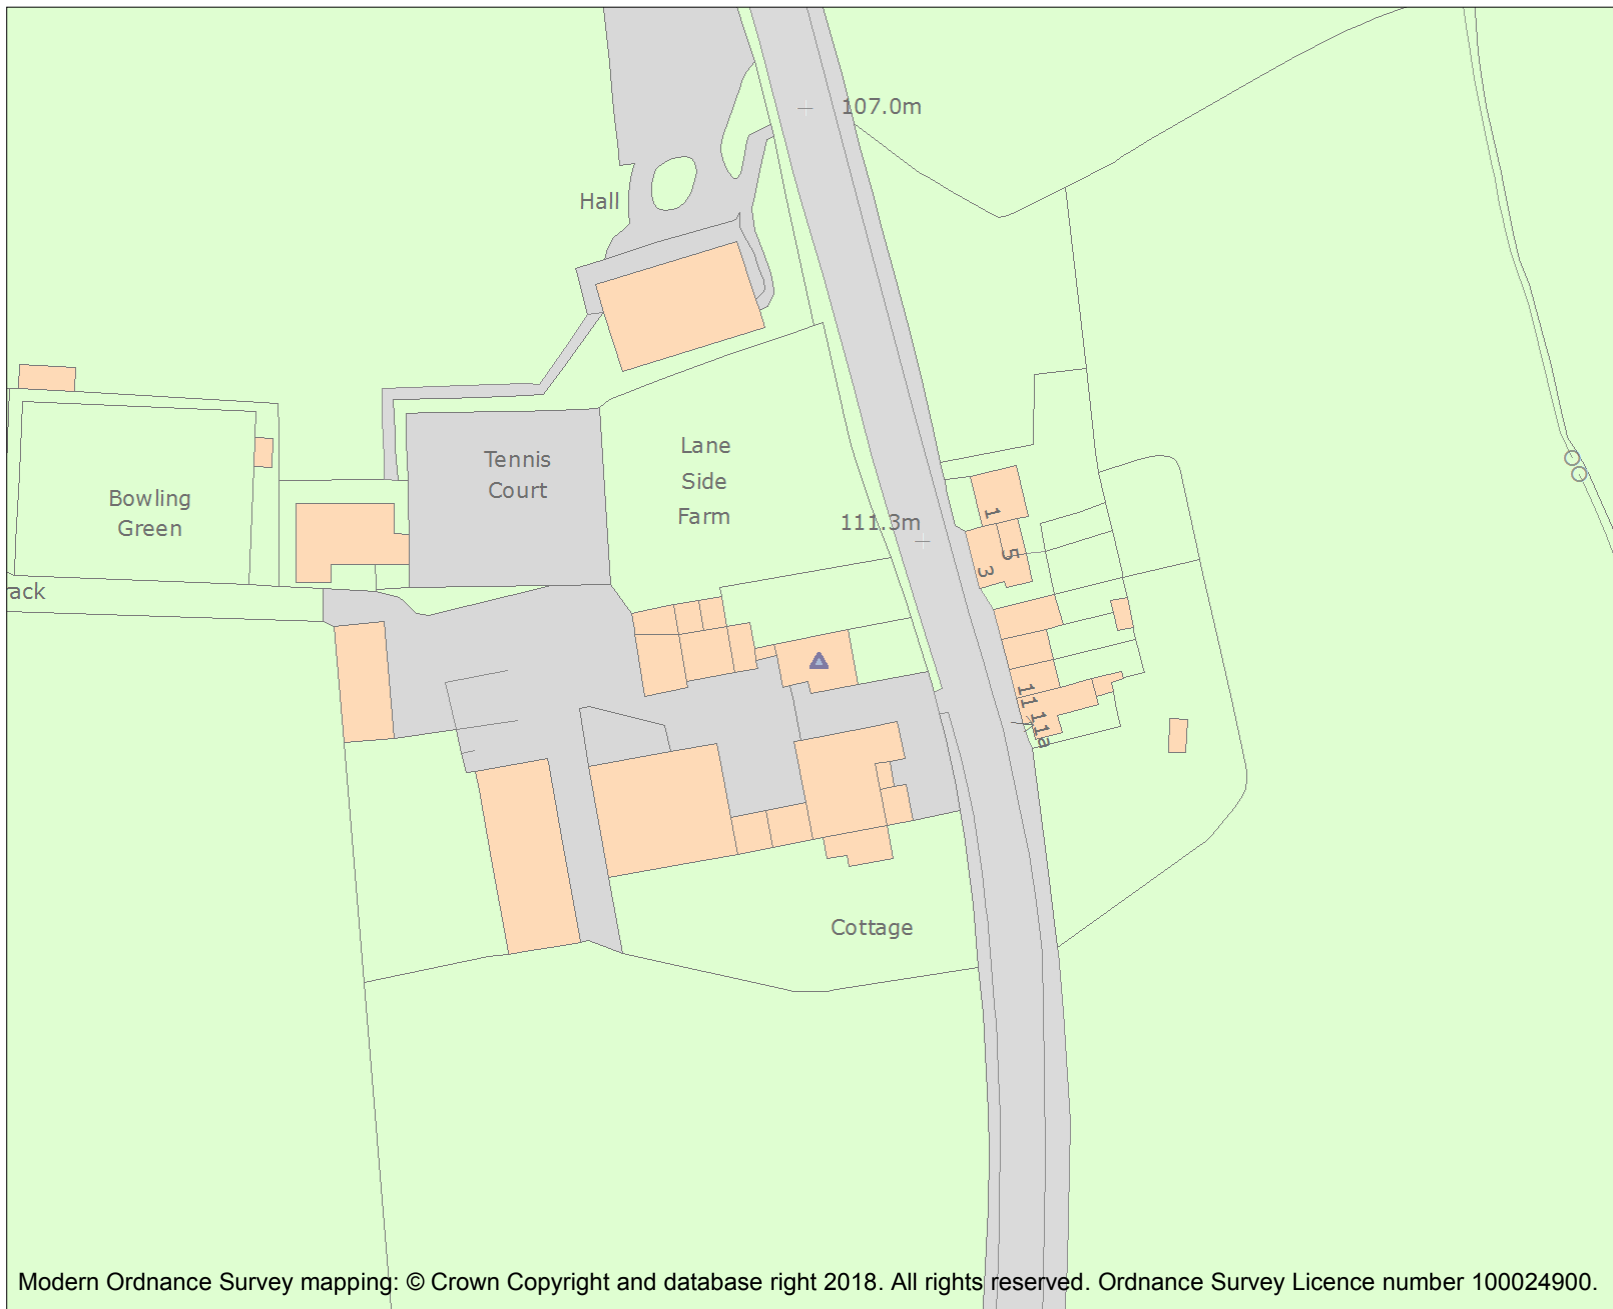 107.0m
Hall
Lane
Side
Farm
Tennis
Court
Bowling
Green
111.3m
1
5
3
ack
11
11a
Cottage
Modern Ordnance Survey mapping: © Crown Copyright and database right 2018. All rights reserved. Ordnance Survey Licence number 100024900.